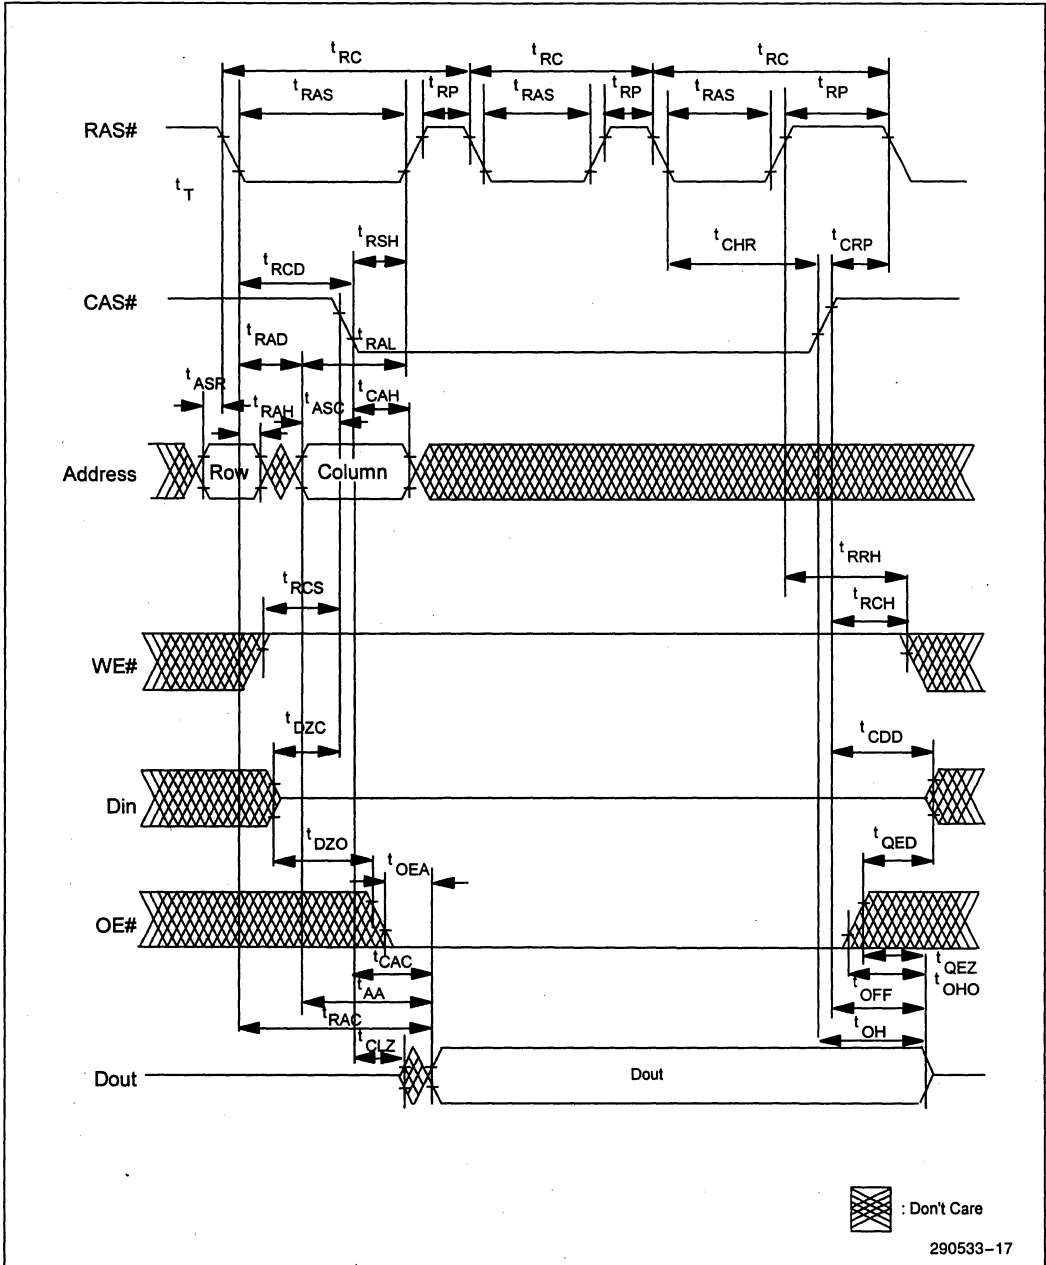 tRC tRC tRC
tRAS tRP tRAS tRP tRAS tRP
RAS#
tT
tRSH tCHR tCRP
tRCD
CAS#
tRAD tRAL
tASR tRAH tASC tCAH
Address Row Column
tRRH
tRCS tRCH
WE#
tDZC tCDD
Din
tDZO tOEA tQED
OE#
tCAC tQEZ
tAA tOFF tOHO
tRAC tOH
tCLZ
Dout Dout
: Don't Care
290533-17